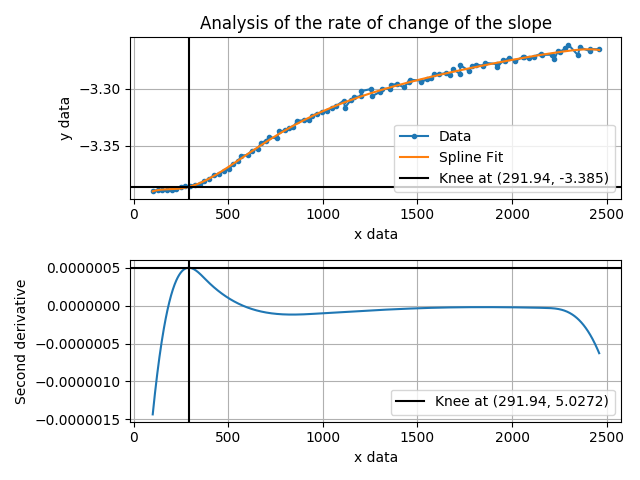 Analysis of the rate of change of the slope
y data
−3.30
−3.35
Data
Spline Fit
Knee at (291.94, -3.385)
0 500 1000 1500 2000 2500
x data
Second derivative
0.0000005
0.0000000
−0.0000005
−0.0000010
−0.0000015
Knee at (291.94, 5.0272)
0 500 1000 1500 2000 2500
x data